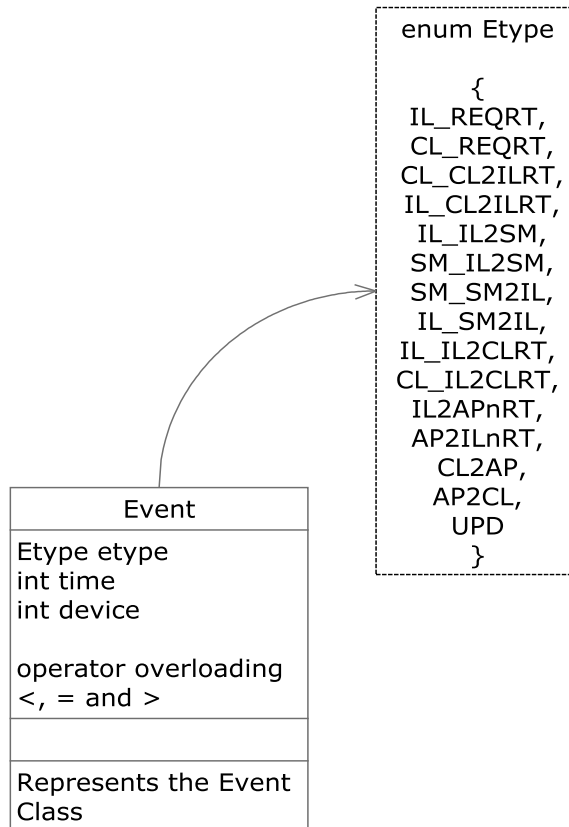 enum Etype
{
IL_REQRT,
CL_REQRT,
CL_CL2ILRT,
IL_CL2ILRT,
IL_IL2SM,
SM_IL2SM,
SM_SM2IL,
IL_SM2IL,
IL_IL2CLRT,
CL_IL2CLRT,
IL2APnRT,
AP2ILnRT,
CL2AP,
AP2CL,
UPD
}
Event
Etype etype
int time
int device
operator overloading
<, = and >
Represents the Event
Class